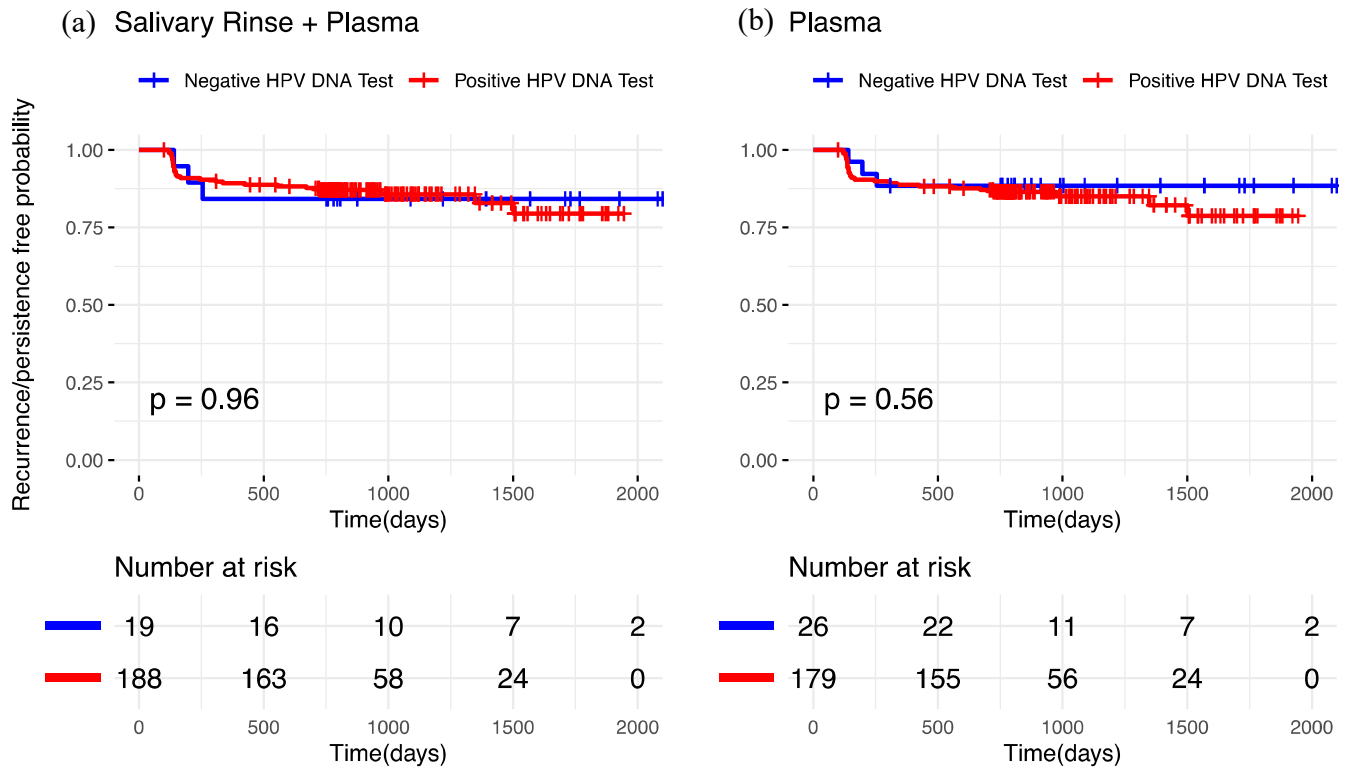 (a) Salivary Rinse + Plasma
Negative HPV DNA Test Positive HPV DNA Test
Recurrence/persistence free probability
1.00
0.75
0.50
0.25
0.00
p = 0.96
0 500 1000 1500 2000
Time(days)
Number at risk
19 16 10 7 2
188 163 58 24 0
0 500 1000 1500 2000
Time(days)
(b) Plasma
Negative HPV DNA Test Positive HPV DNA Test
1.00
0.75
0.50
0.25
0.00
p = 0.56
0 500 1000 1500 2000
Time(days)
Number at risk
26 22 11 7 2
179 155 56 24 0
0 500 1000 1500 2000
Time(days)